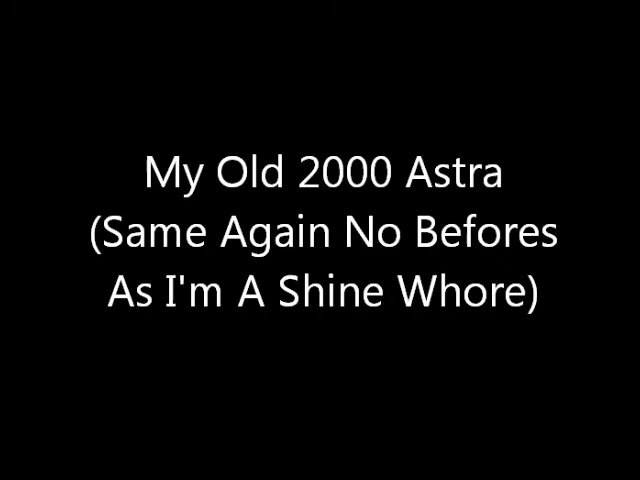 My Old 2000 Astra
(Same Again No Befores
As I'm A Shine Whore)